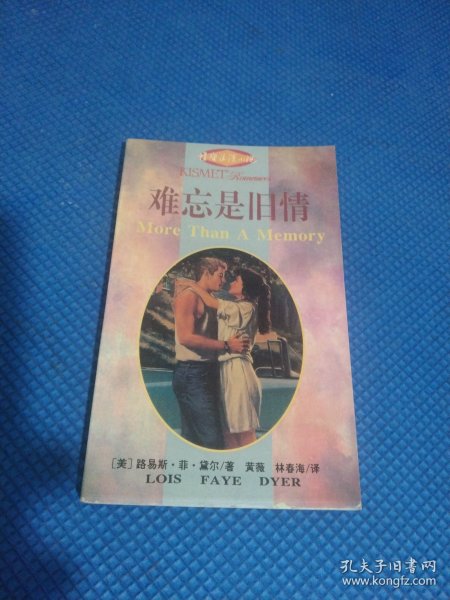 KISMET Romances
难忘是旧情
More Than A Memory
[美]路易斯·菲·黛尔/著 黄薇 林春海/译
LOIS FAYE DYER
孔夫子旧书网
www.kongfz.com